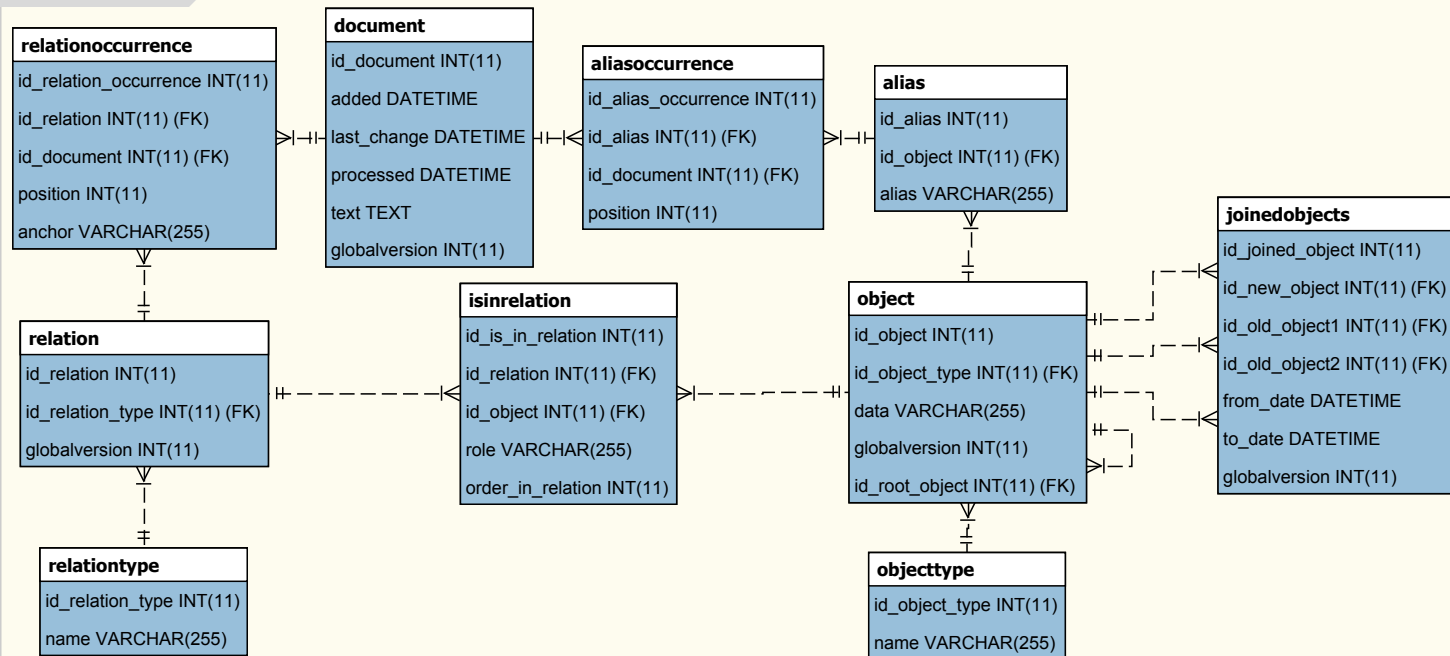 relationoccurrence
id_relation_occurrence INT(11)
id_relation INT(11) (FK)
id_document INT(11) (FK)
position INT(11)
anchor VARCHAR(255)
document
id_document INT(11)
added DATETIME
last_change DATETIME
processed DATETIME
text TEXT
globalversion INT(11)
aliasoccurrence
id_alias_occurrence INT(11)
id_alias INT(11) (FK)
id_document INT(11) (FK)
position INT(11)
alias
id_alias INT(11)
id_object INT(11) (FK)
alias VARCHAR(255)
joinedobjects
id_joined_object INT(11)
id_new_object INT(11) (FK)
id_old_object1 INT(11) (FK)
id_old_object2 INT(11) (FK)
from_date DATETIME
to_date DATETIME
globalversion INT(11)
relation
id_relation INT(11)
id_relation_type INT(11) (FK)
globalversion INT(11)
isinrelation
id_is_in_relation INT(11)
id_relation INT(11) (FK)
id_object INT(11) (FK)
role VARCHAR(255)
order_in_relation INT(11)
object
id_object INT(11)
id_object_type INT(11) (FK)
data VARCHAR(255)
globalversion INT(11)
id_root_object INT(11) (FK)
relationtype
id_relation_type INT(11)
name VARCHAR(255)
objecttype
id_object_type INT(11)
name VARCHAR(255)